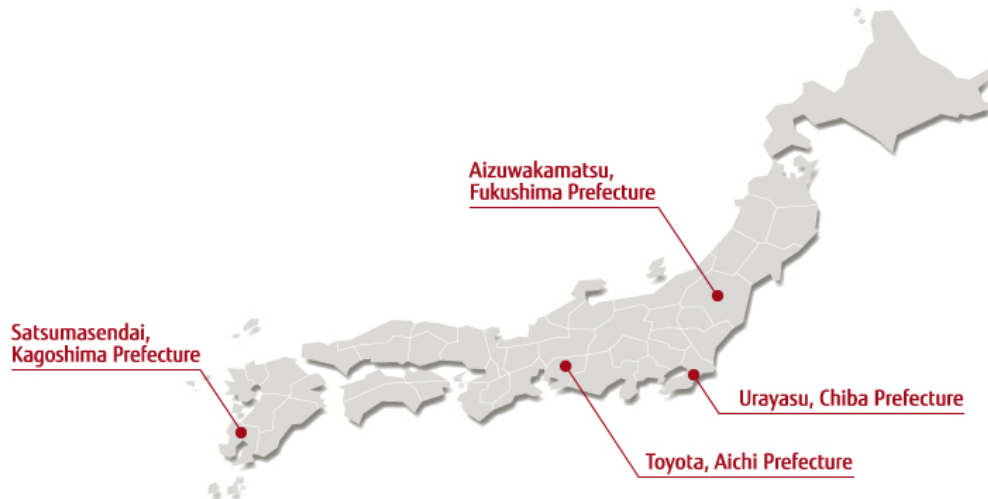 Aizuwakamatsu,
Fukushima Prefecture
Satsumasendai,
Kagoshima Prefecture
Urayasu, Chiba Prefecture
Toyota, Aichi Prefecture